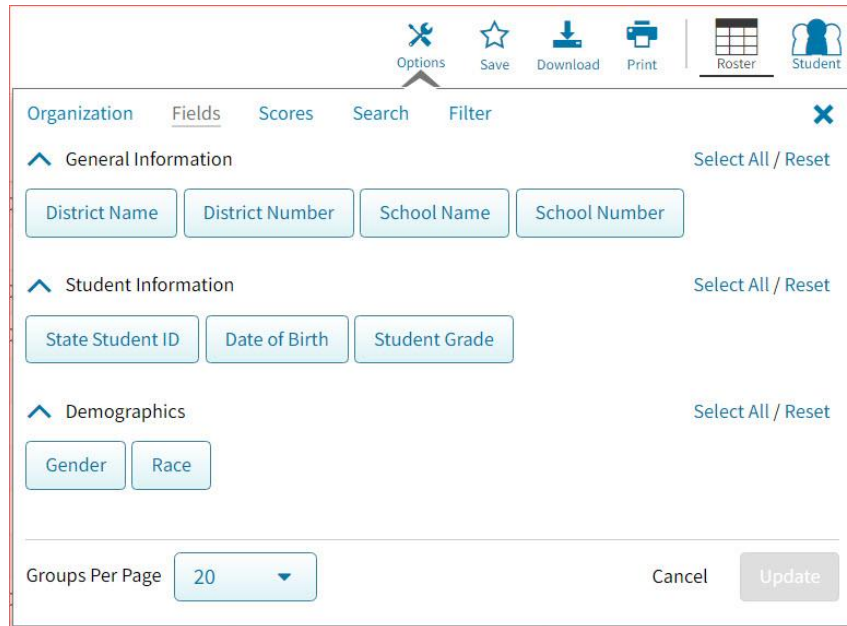 Options Save Download Print Roster Student
Organization Fields Scores Search Filter
General Information Select All / Reset
District Name District Number School Name School Number
Student Information Select All / Reset
State Student ID Date of Birth Student Grade
Demographics Select All / Reset
Gender Race
Groups Per Page 20 Cancel Update